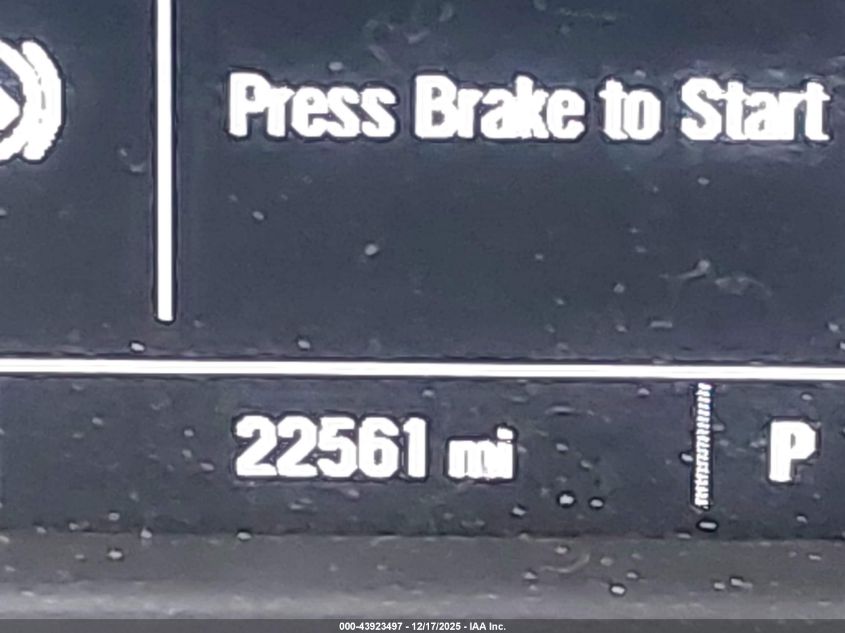 Press Brake to Start
22561 mi
P
000-43923497 - 12/17/2025 - IAA Inc.